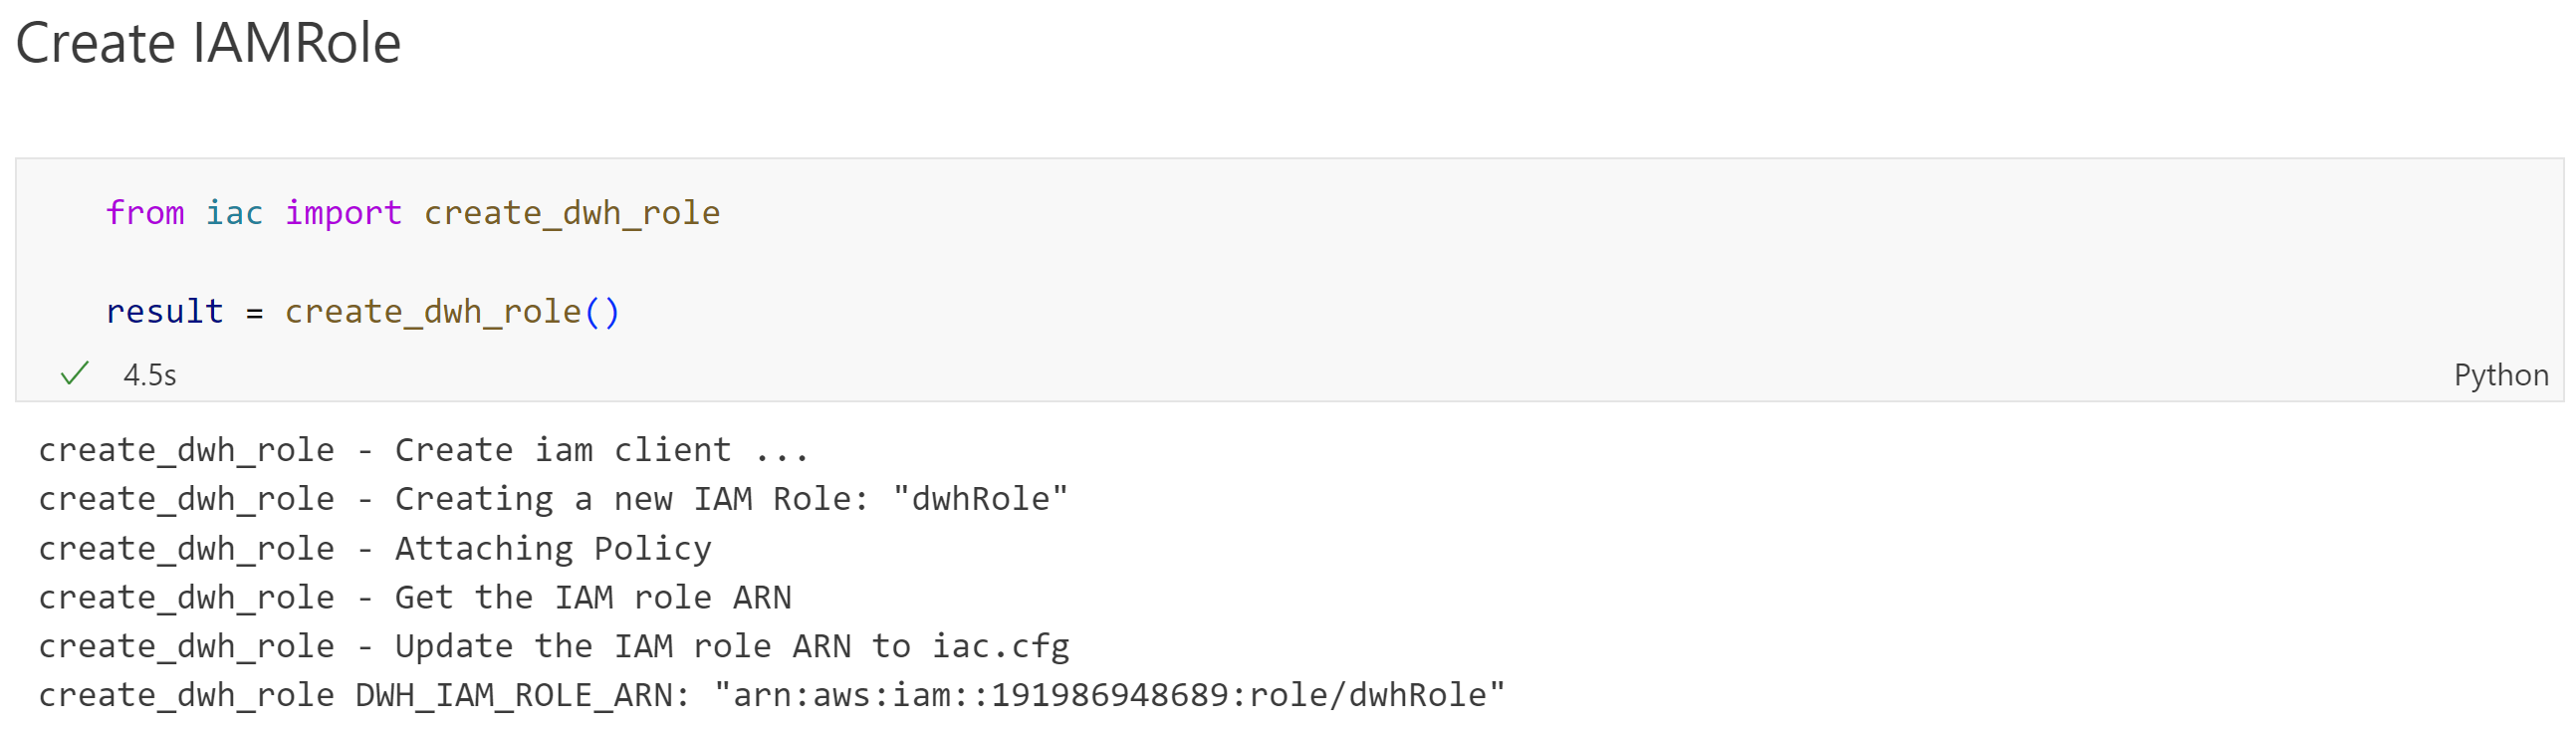 Create IAMRole
from iac import create_dwh_role
result = create_dwh_role()
4.5s
Python
create_dwh_role - Create iam client ...
create_dwh_role - Creating a new IAM Role: "dwhRole"
create_dwh_role - Attaching Policy
create_dwh_role - Get the IAM role ARN
create_dwh_role - Update the IAM role ARN to iac.cfg
create_dwh_role DWH_IAM_ROLE_ARN: "arn:aws:iam::191986948689:role/dwhRole"